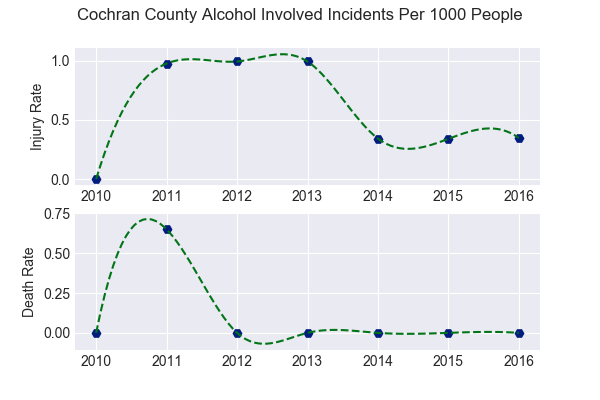 Cochran County Alcohol Involved Incidents Per 1000 People
1.0
0.5
0.0
Injury Rate
2010 2011 2012 2013 2014 2015 2016
0.75
0.50
0.25
0.00
Death Rate
2010 2011 2012 2013 2014 2015 2016